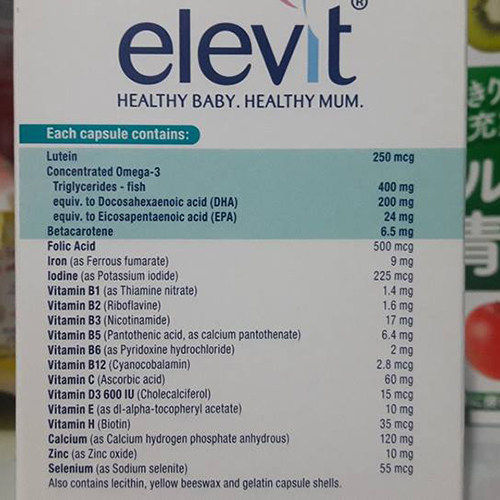 elevit®
HEALTHY BABY. HEALTHY MUM.
Each capsule contains:
Lutein 250 mcg
Concentrated Omega-3
Triglycerides - fish 400 mg
equiv. to Docosahexaenoic acid (DHA) 200 mg
equiv. to Eicosapentaenoic acid (EPA) 24 mg
Betacarotene 6.5 mg
Folic Acid 500 mcg
Iron (as Ferrous fumarate) 9 mg
Iodine (as Potassium iodide) 225 mcg
Vitamin B1 (as Thiamine nitrate) 1.4 mg
Vitamin B2 (Riboflavine) 1.6 mg
Vitamin B3 (Nicotinamide) 17 mg
Vitamin B5 (Pantothenic acid, as calcium pantothenate) 6.4 mg
Vitamin B6 (as Pyridoxine hydrochloride) 2 mg
Vitamin B12 (Cyanocobalamin) 2.8 mcg
Vitamin C (Ascorbic acid) 60 mg
Vitamin D3 600 IU (Cholecalciferol) 15 mcg
Vitamin E (as dl-alpha-tocopheryl acetate) 10 mg
Vitamin H (Biotin) 35 mcg
Calcium (as Calcium hydrogen phosphate anhydrous) 120 mg
Zinc (as Zinc oxide) 10 mg
Selenium (as Sodium selenite) 55 mcg
Also contains lecithin, yellow beeswax and gelatin capsule shells.
きり
充
ル
青